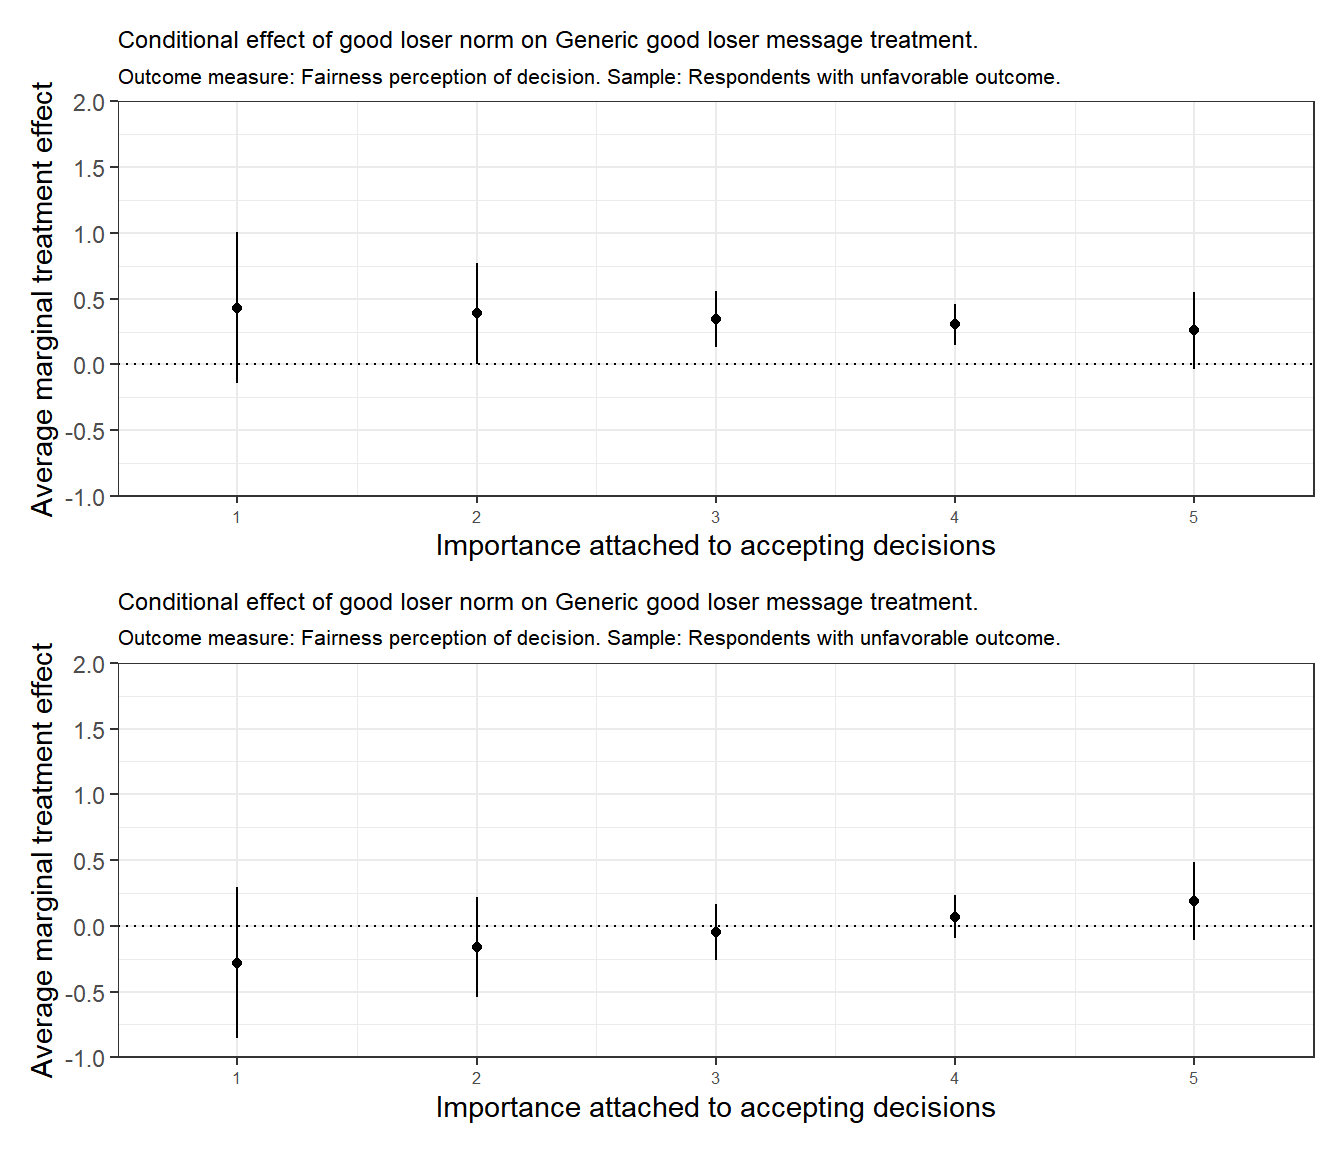 Conditional effect of good loser norm on Generic good loser message treatment.
Outcome measure: Fairness perception of decision. Sample: Respondents with unfavorable outcome.
Average marginal treatment effect
2.0
1.5
1.0
0.5
0.0
-0.5
-1.0
1 2 3 4 5
Importance attached to accepting decisions
Conditional effect of good loser norm on Generic good loser message treatment.
Outcome measure: Fairness perception of decision. Sample: Respondents with unfavorable outcome.
Average marginal treatment effect
2.0
1.5
1.0
0.5
0.0
-0.5
-1.0
1 2 3 4 5
Importance attached to accepting decisions